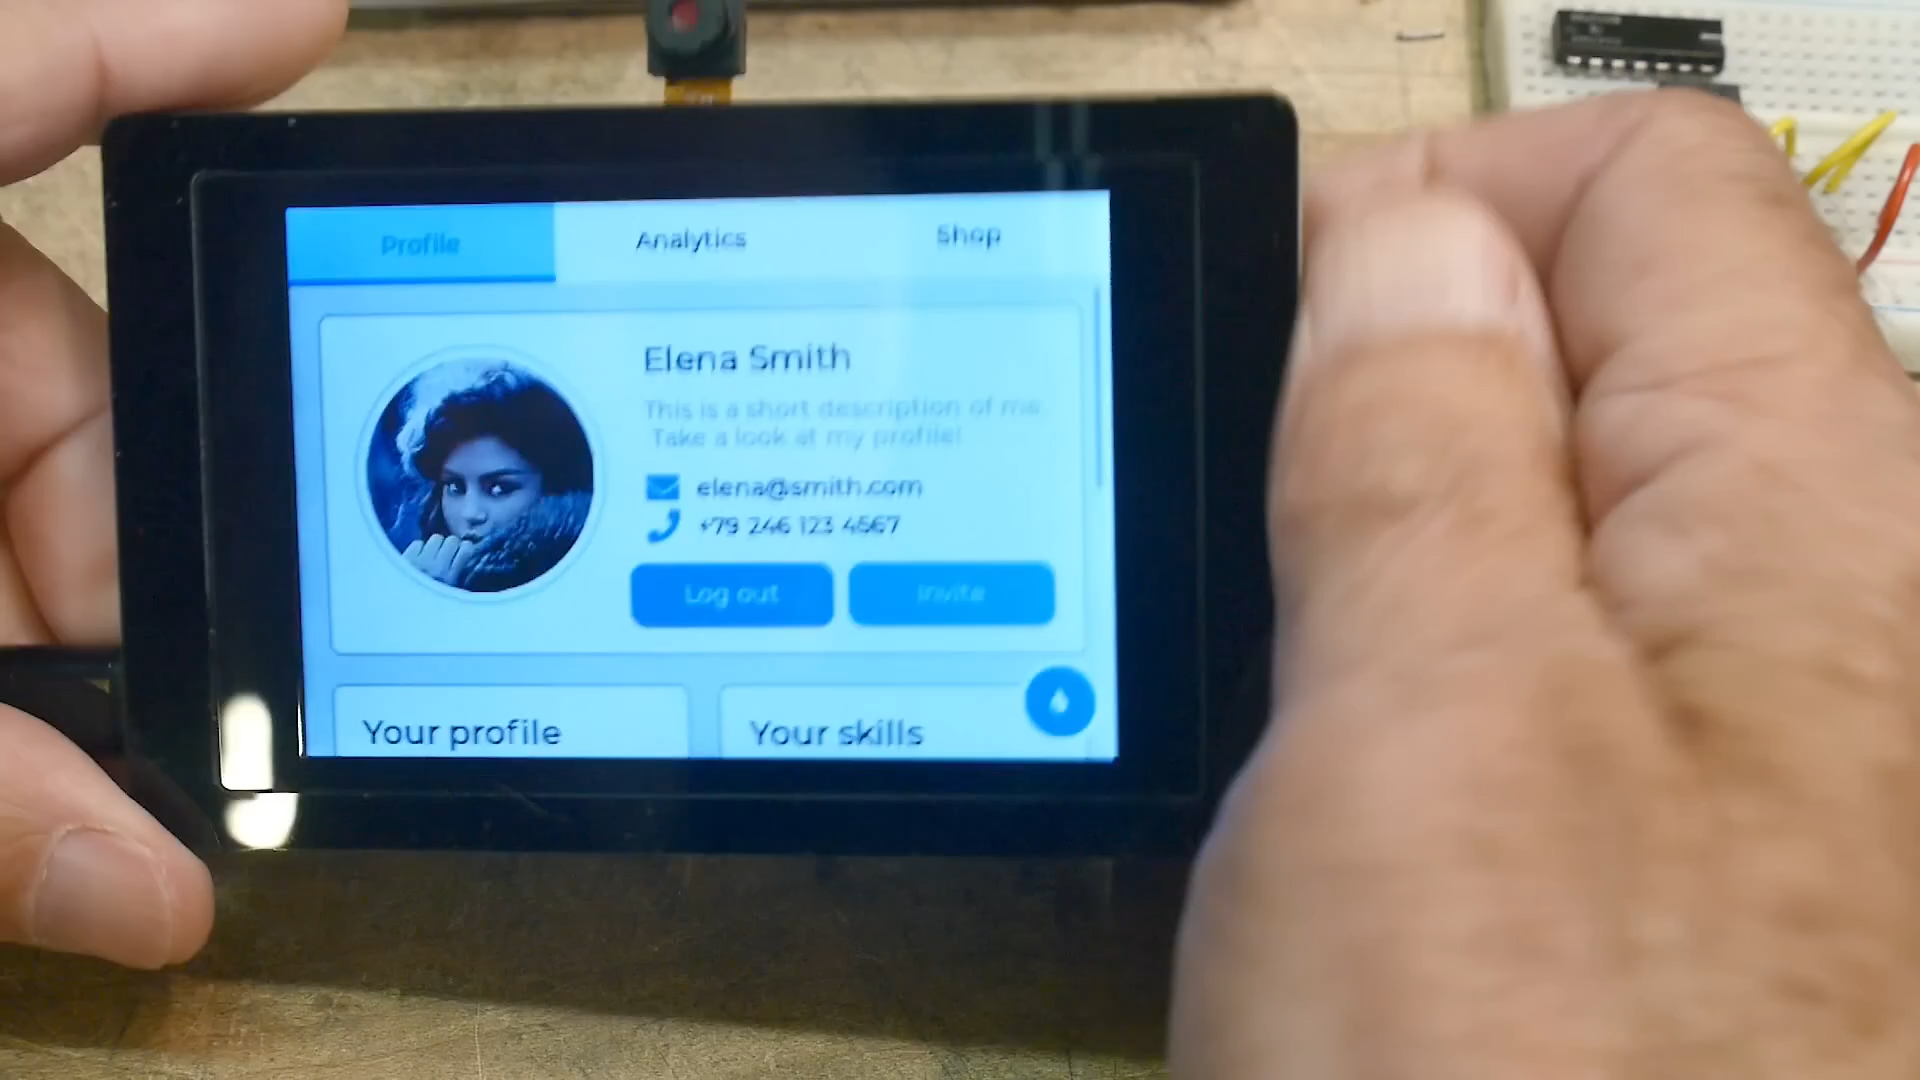 Profile
Analytics
Shop
Elena Smith
This is a short description of me.
Take a look at my profile!
elena@smith.com
+79 246 123 4567
Log out
Invite
Your profile
Your skills